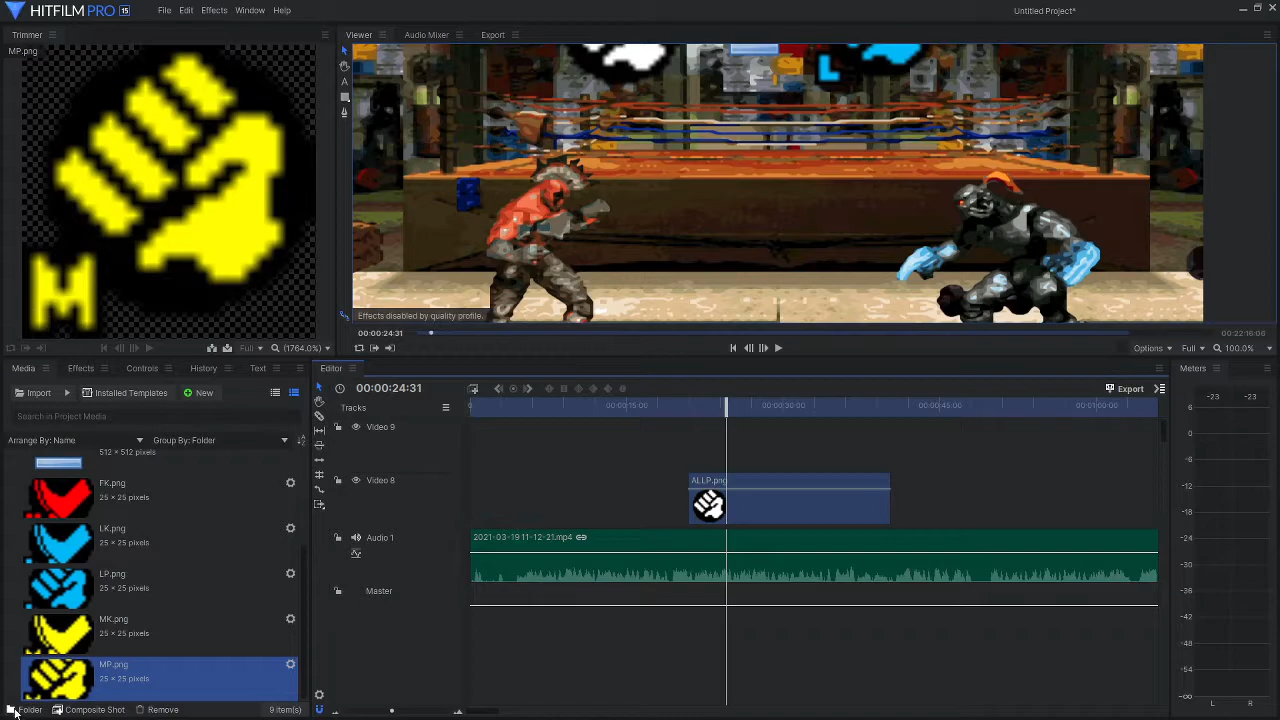 HITFILM PRO 15 File Edit Effects Window Help Untitled Project*
Trimmer Viewer Audio Mixer Export
MP.png
L
M
Effects disabled by quality profile.
00:00:24:31 00:22:16:06
Full (1764.0%) Options Full 100.0%
Media Effects Controls History Text Editor Meters
Import Installed Templates New 00:00:24:31 Export -23 -23
Search in Project Media Tracks 0 00:00:15:00 00:00:30:00 00:00:45:00 00:01:00:00 6
Arrange By: Name Group By: Folder Video 9 0
512 x 512 pixels
FK.png
25 x 25 pixels
LK.png
25 x 25 pixels
LP.png
25 x 25 pixels
MK.png
25 x 25 pixels
MP.png
25 x 25 pixels
Video 8 ALLP.png
Audio 1 2021-03-19 11-12-21.mp4
Master
-6
-12
-18
-24
-30
-36
-42
-48
-54
-∞
L R
Folder Composite Shot Remove 9 item(s)